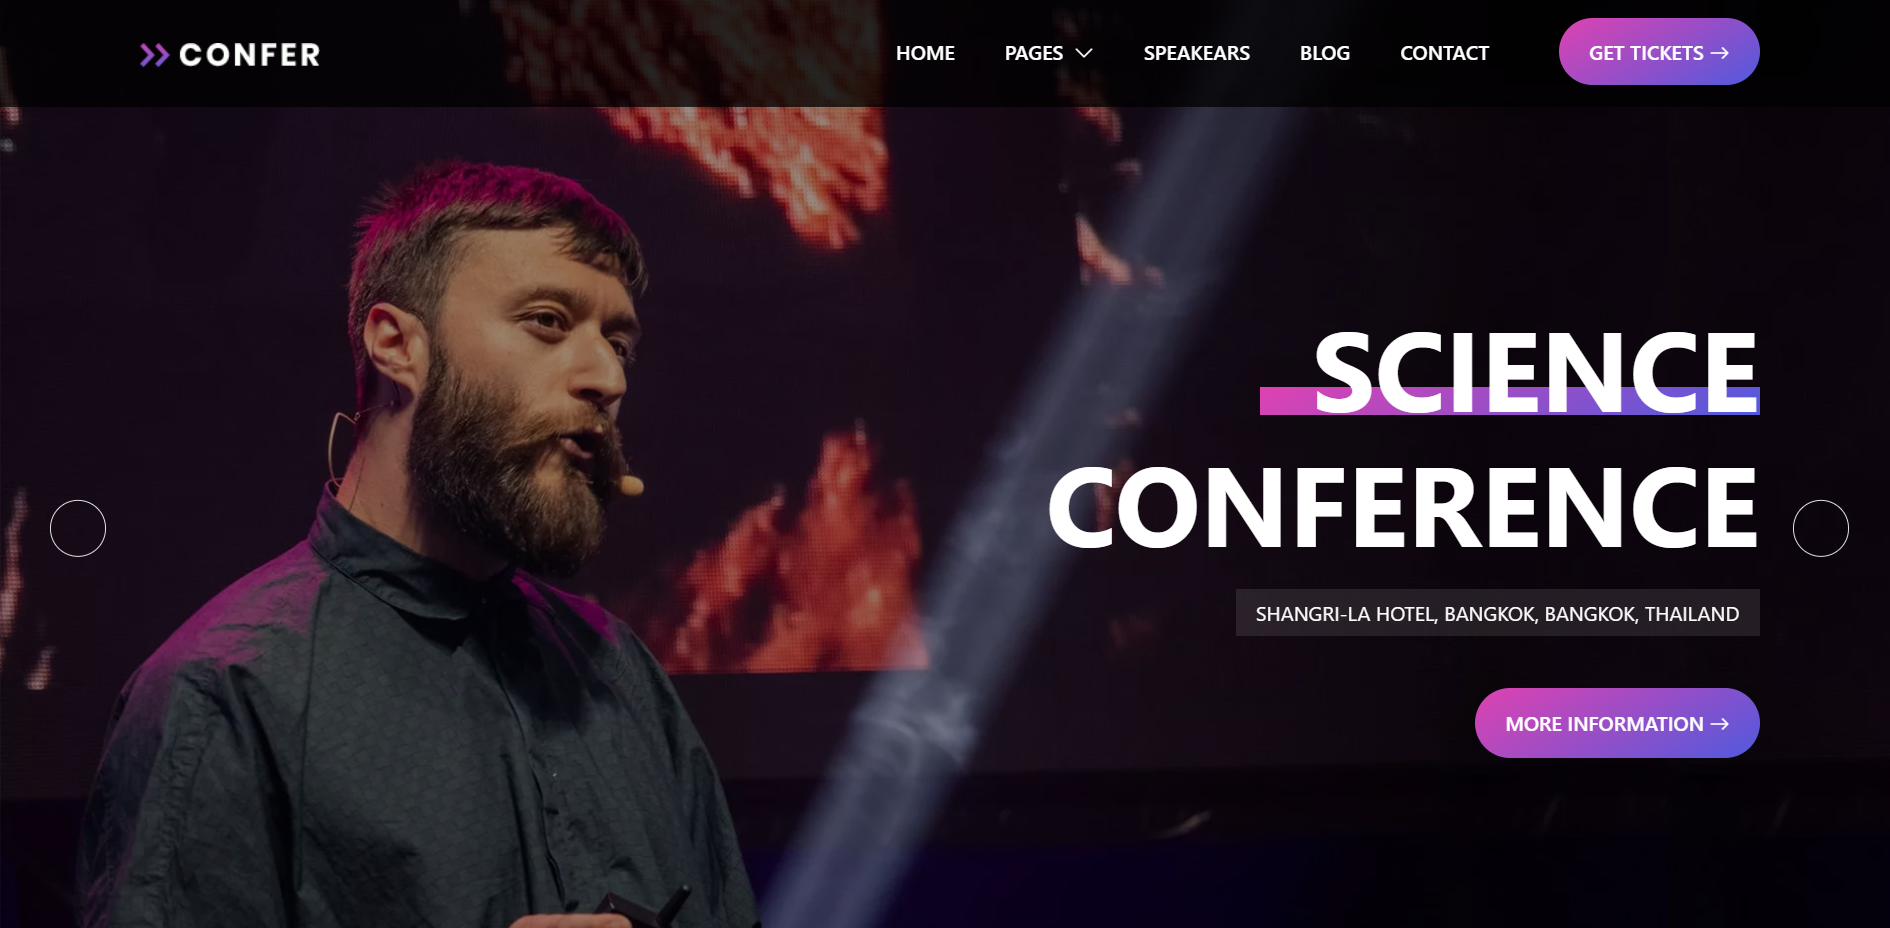 CONFER
HOME PAGES SPEAKEARS BLOG CONTACT GET TICKETS →
SCIENCE
CONFERENCE
SHANGRI-LA HOTEL, BANGKOK, BANGKOK, THAILAND
MORE INFORMATION →